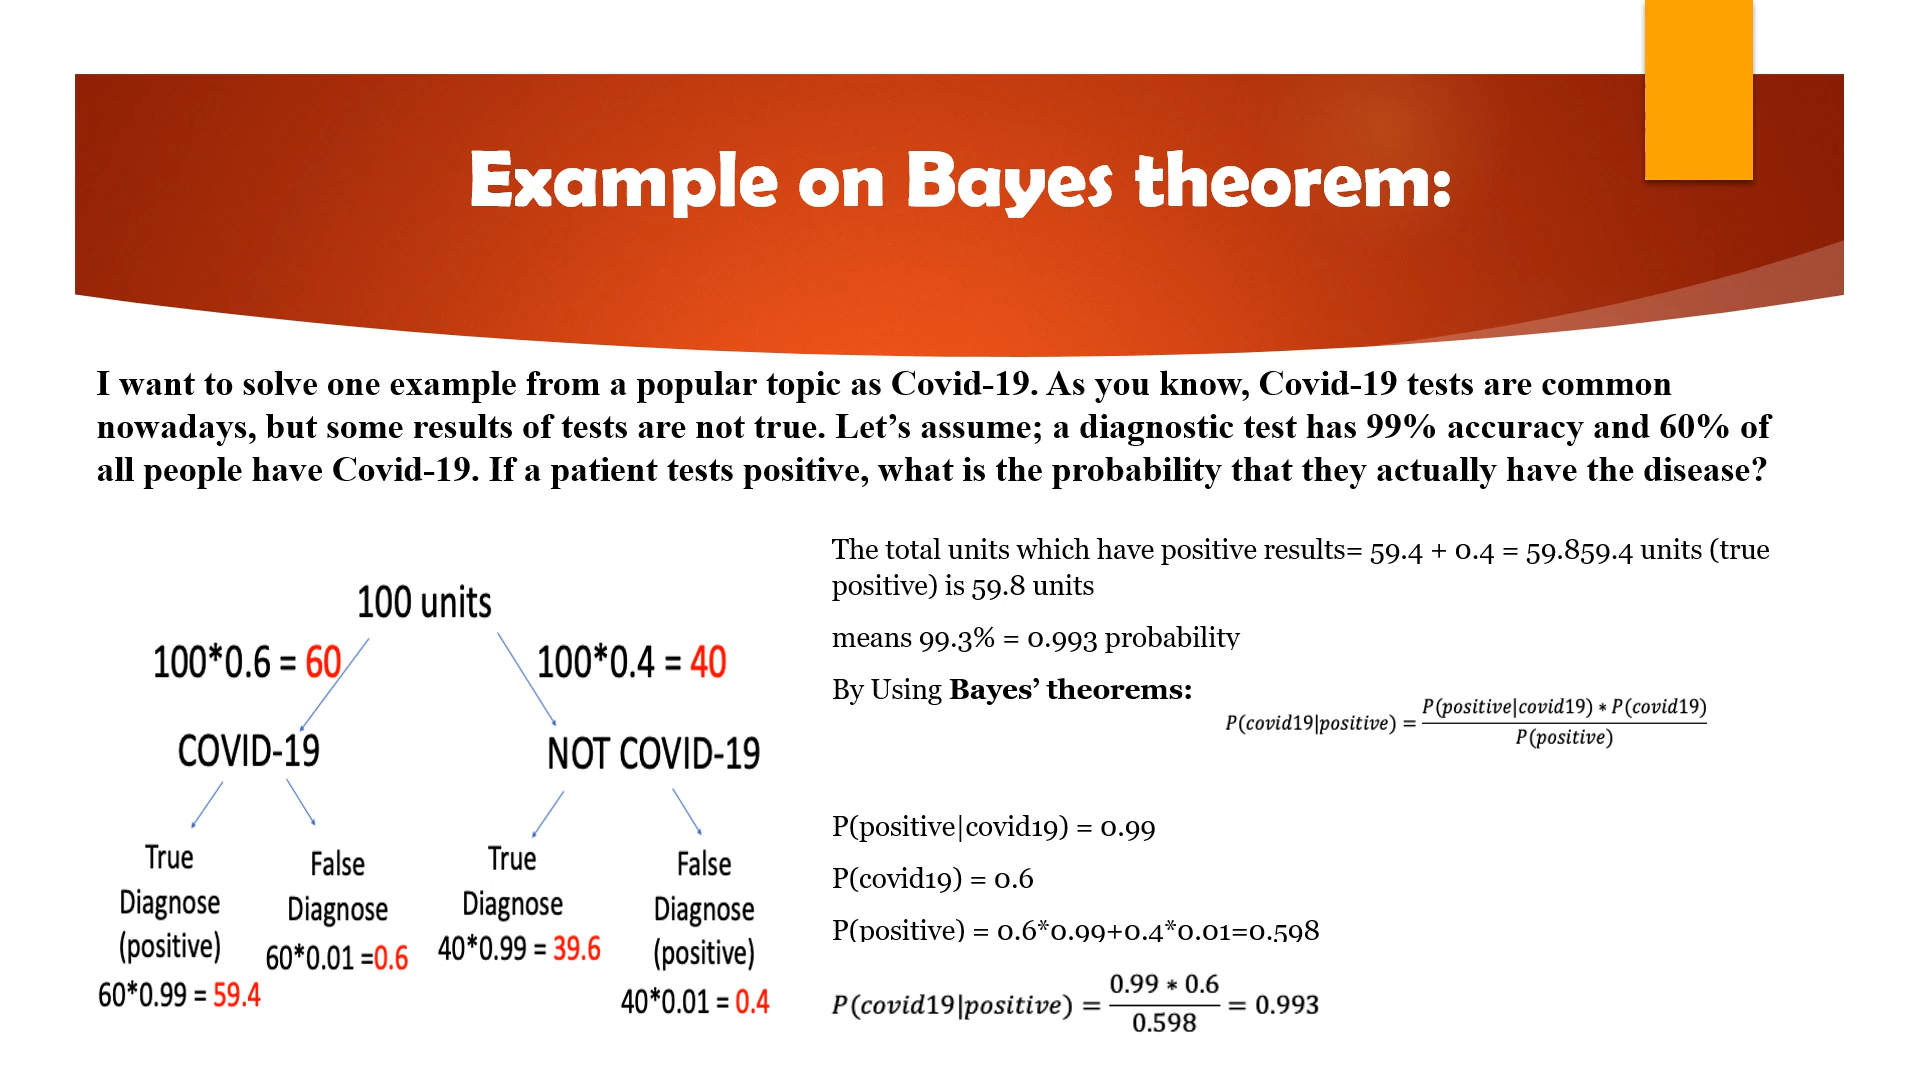 Example on Bayes theorem:
I want to solve one example from a popular topic as Covid-19. As you know, Covid-19 tests are common
nowadays, but some results of tests are not true. Let’s assume; a diagnostic test has 99% accuracy and 60% of
all people have Covid-19. If a patient tests positive, what is the probability that they actually have the disease?
100 units
100*0.6 = 60
100*0.4 = 40
COVID-19
NOT COVID-19
True
Diagnose
(positive)
60*0.99 = 59.4
False
Diagnose
60*0.01 =0.6
True
Diagnose
40*0.99 = 39.6
False
Diagnose
(positive)
40*0.01 = 0.4
The total units which have positive results= 59.4 + 0.4 = 59.859.4 units (true
positive) is 59.8 units
means 99.3% = 0.993 probability
By Using Bayes’ theorems:
P(covid19|positive) = P(positive|covid19) * P(covid19) / P(positive)
P(positive|covid19) = 0.99
P(covid19) = 0.6
P(positive) = 0.6*0.99+0.4*0.01=0.598
P(covid19|positive) = 0.99 * 0.6 / 0.598 = 0.993